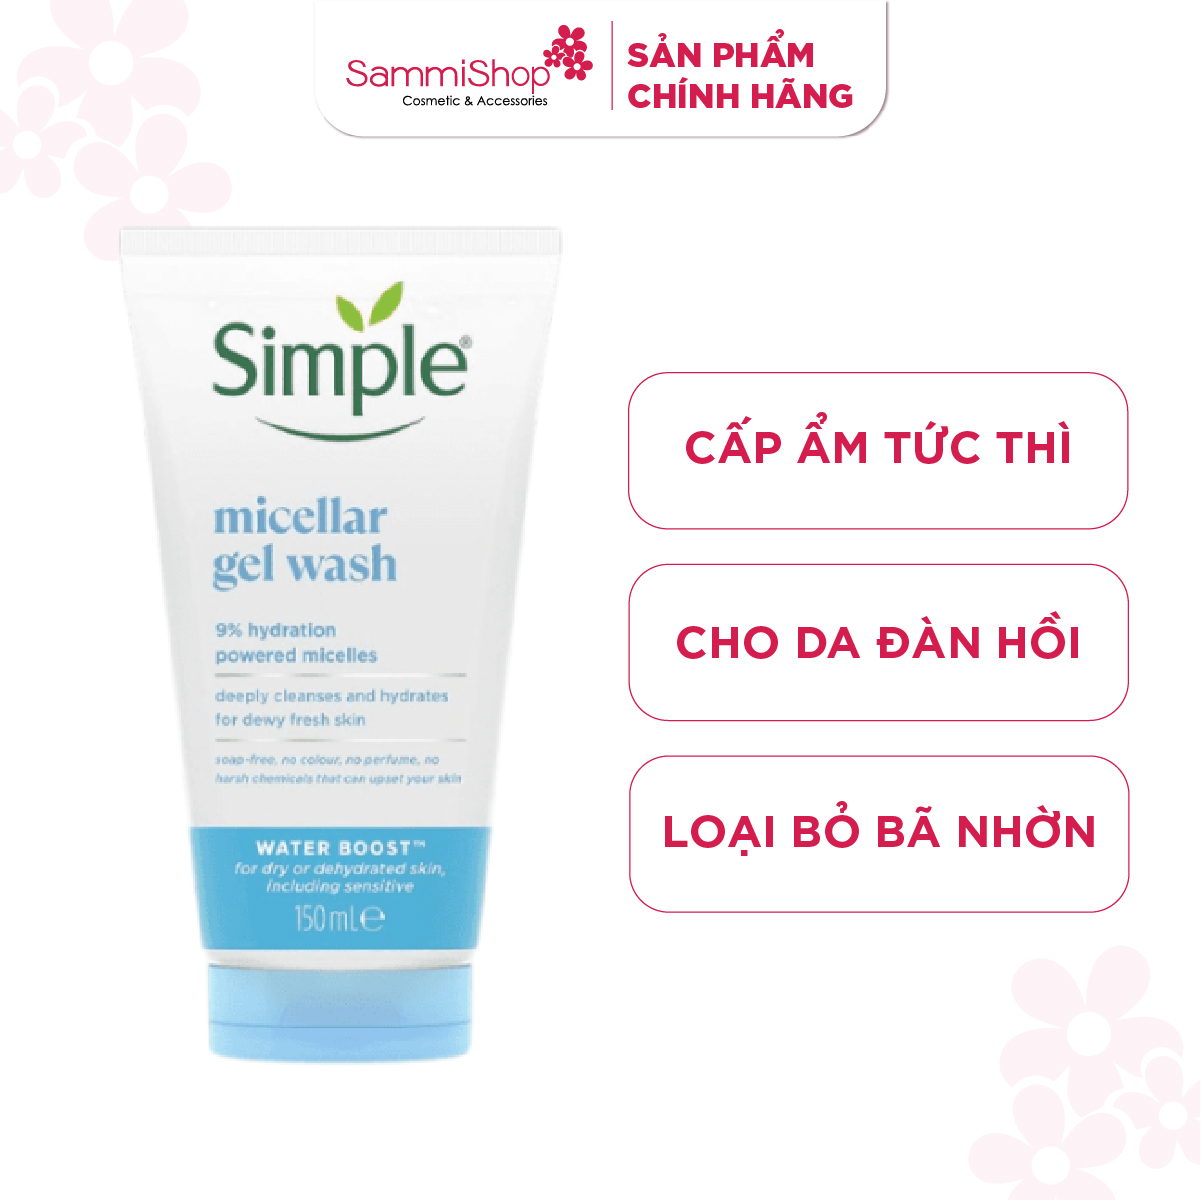 SammiShop
Cosmetic & Accessories
SẢN PHẨM
CHÍNH HÃNG
Simple®
micellar
gel wash
9% hydration
powered micelles
deeply cleanses and hydrates
for dewy fresh skin
soap-free, no colour, no perfume, no
harsh chemicals that can upset your skin
WATER BOOST™
for dry or dehydrated skin,
including sensitive
150 mL℮
CẤP ẨM TỨC THÌ
CHO DA ĐÀN HỒI
LOẠI BỎ BÃ NHỜN